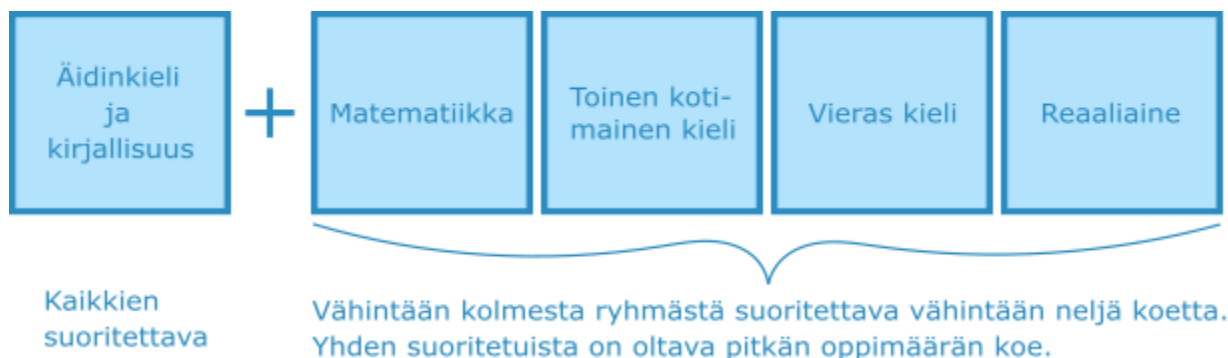 Äidinkieli
ja
kirjallisuus
+
Matematiikka
Toinen koti-
mainen kieli
Vieras kieli
Reaaliaine
Kaikkien
suoritettava
Vähintään kolmesta ryhmästä suoritettava vähintään neljä koetta.
Yhden suoritetuista on oltava pitkän oppimäärän koe.